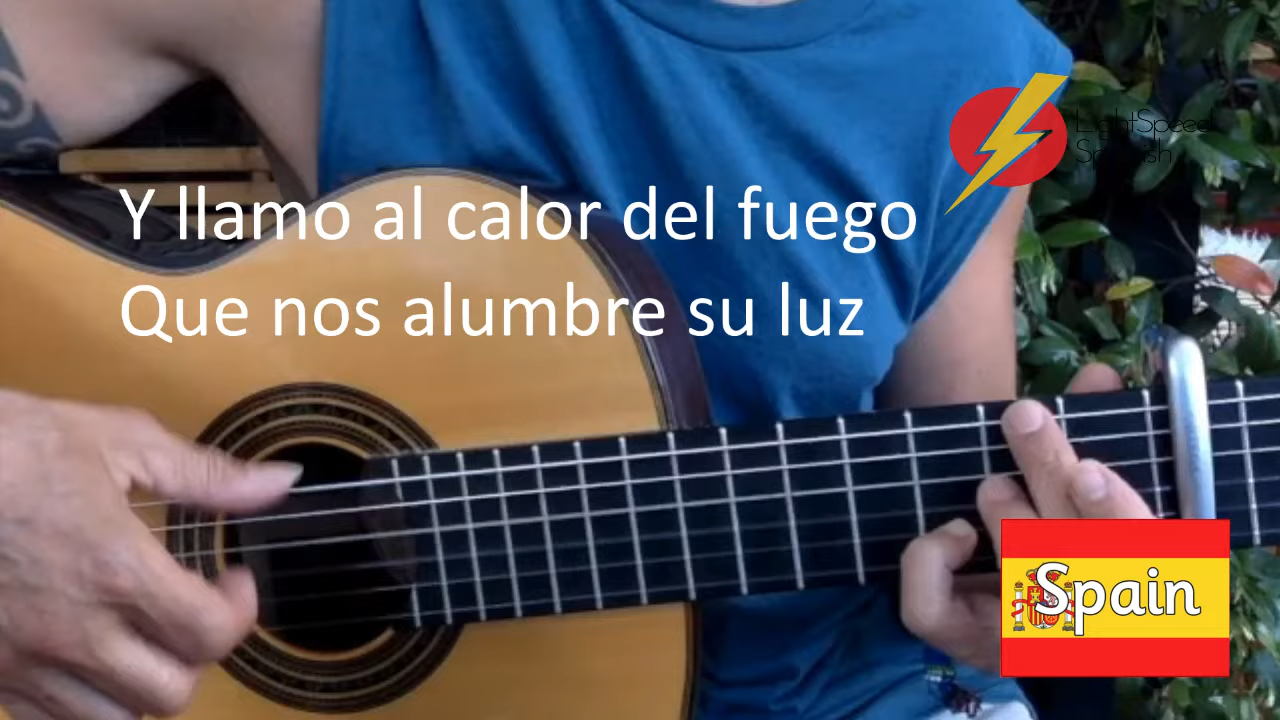 Y llamo al calor del fuego
Que nos alumbre su luz
LightSpeed
Spanish
Spain